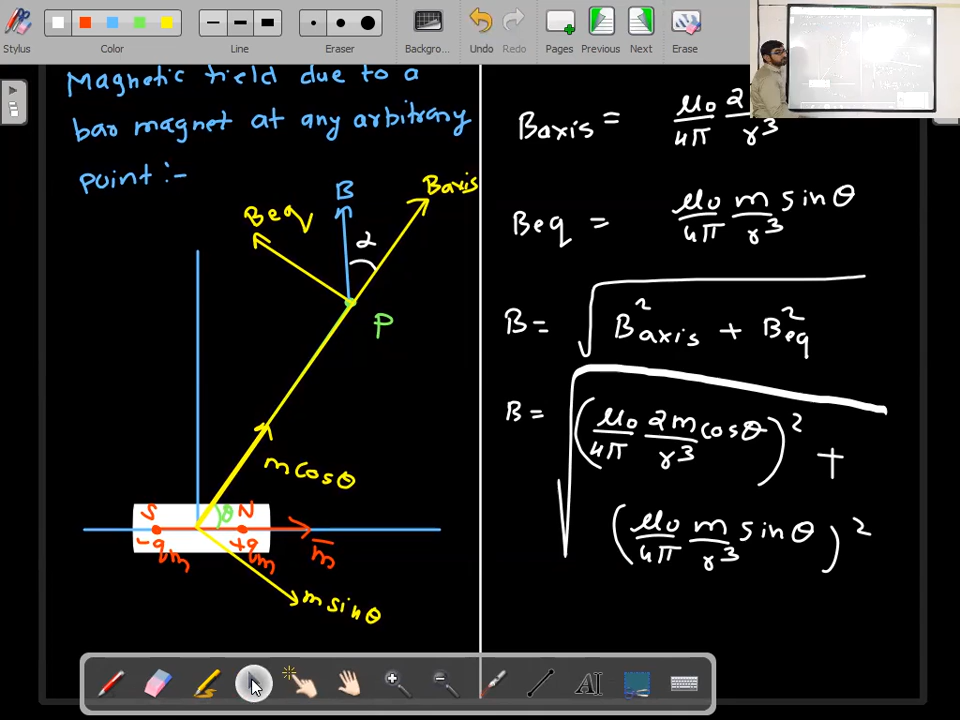 Stylus
Color
Line
Eraser
Backgro...
Undo
Redo
Pages
Previous
Next
Erase
Magnetic field due to a
bar magnet at any arbitrary
point :-
B
Baxis
Beq
α
P
m cos θ
θ
S
N
-qm
+qm
m̅
m sin θ
Baxis = μ₀/4π 2 /r³
Beq = μ₀/4π m/r³ sin θ
B = √(B²axis + B²eq)
B = √((μ₀/4π 2m/r³ cos θ)² +
(μ₀/4π m/r³ sin θ)²)
AI